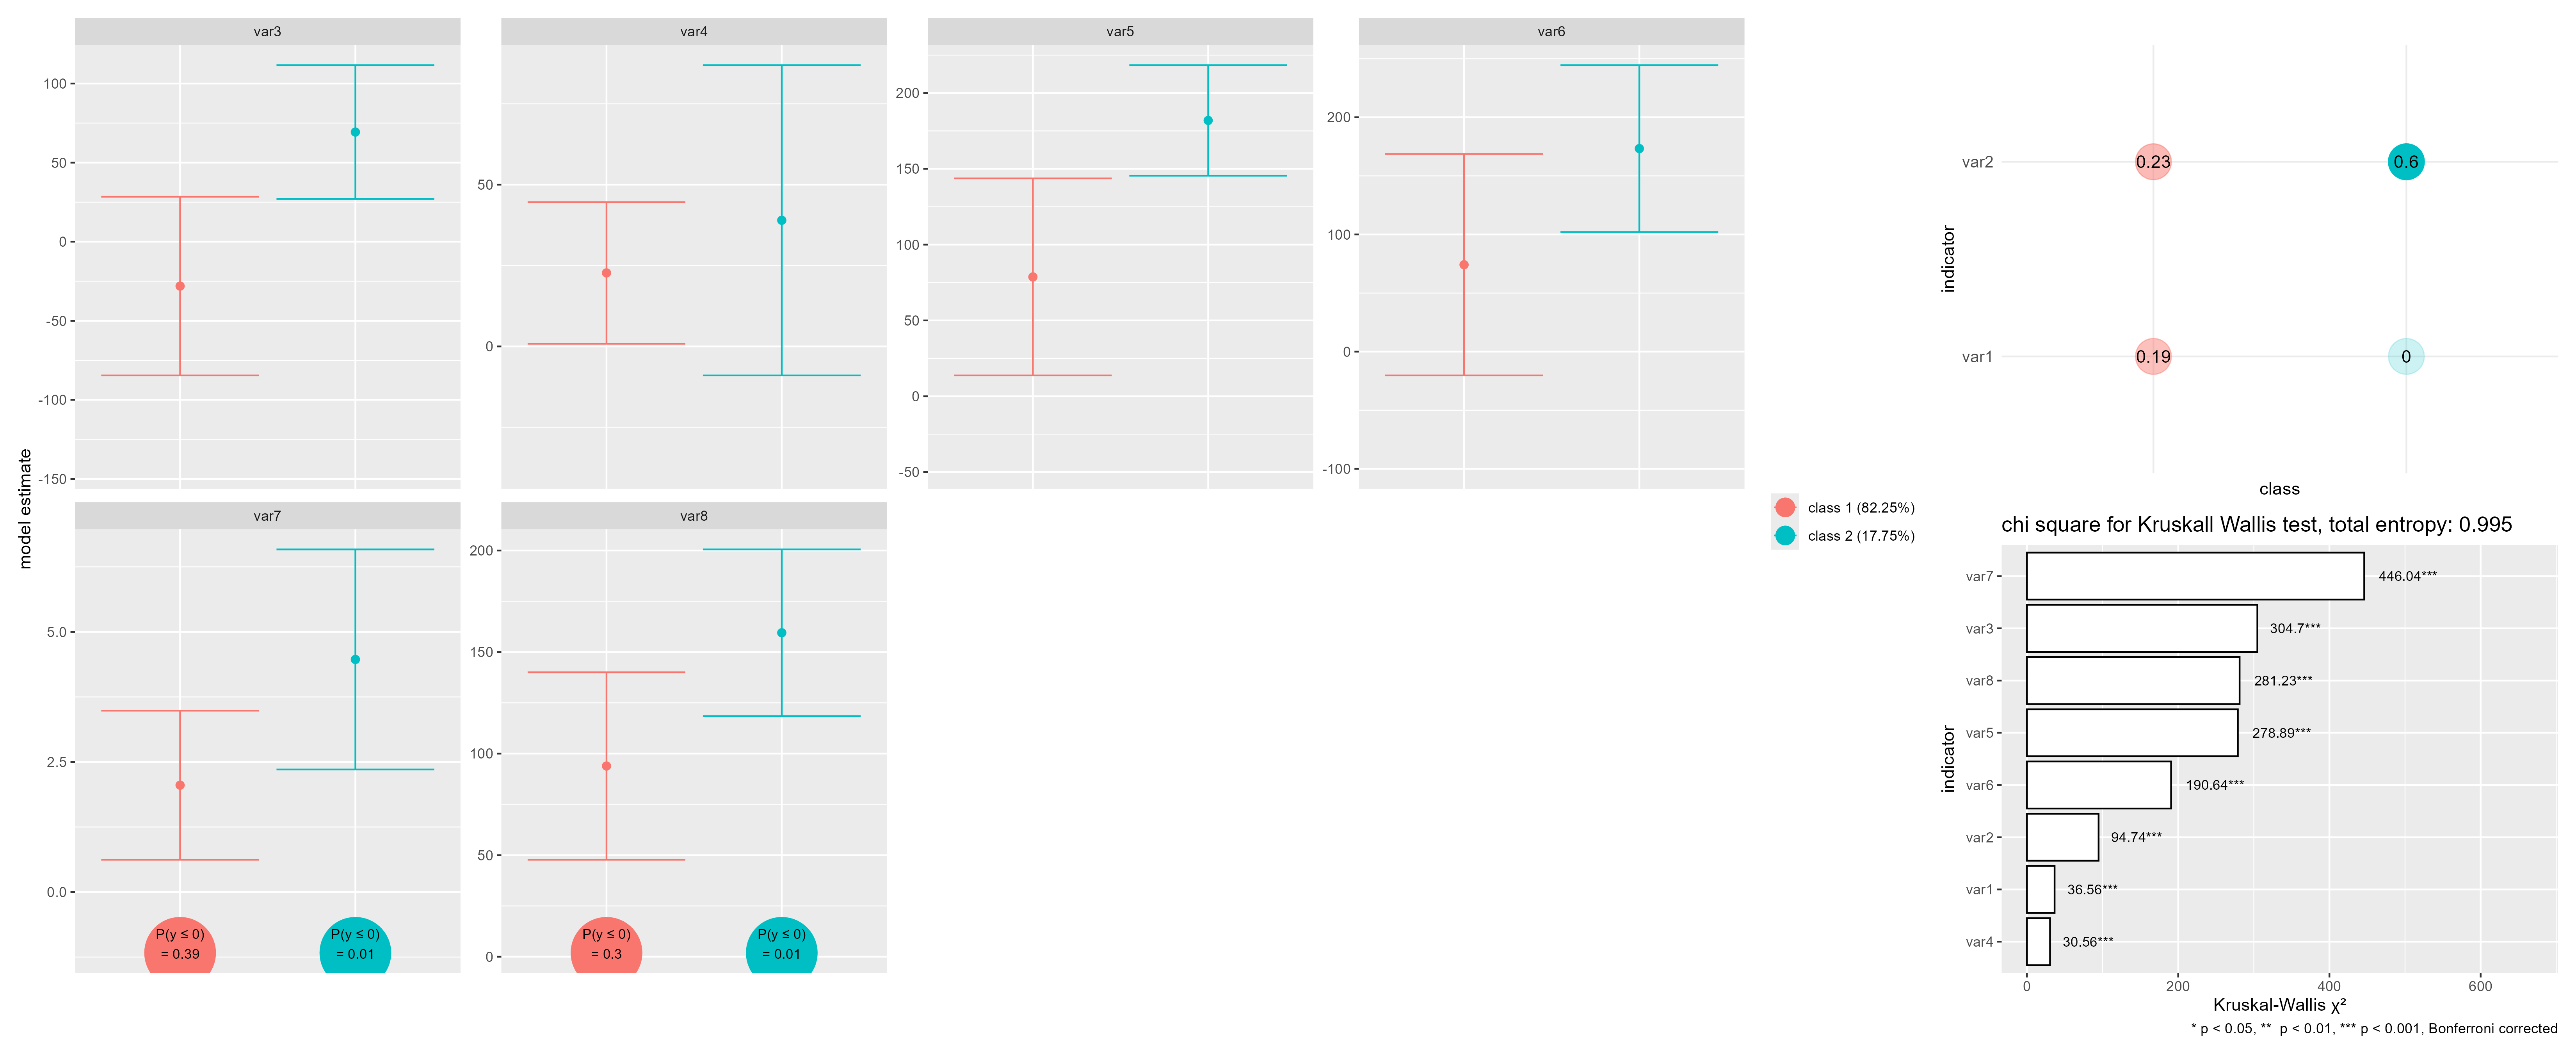 var3
var4
var5
var6
100
50
0
-50
-100
-150
50
0
200
150
100
50
0
-50
200
100
0
-100
model estimate
var7
var8
5.0
2.5
0.0
P(y ≤ 0)
= 0.39
P(y ≤ 0)
= 0.01
200
150
100
50
0
P(y ≤ 0)
= 0.3
P(y ≤ 0)
= 0.01
class 1 (82.25%)
class 2 (17.75%)
indicator
var2
0.23
0.6
var1
0.19
0
class
chi square for Kruskall Wallis test, total entropy: 0.995
indicator
var7
446.04***
var3
304.7***
var8
281.23***
var5
278.89***
var6
190.64***
var2
94.74***
var1
36.56***
var4
30.56***
0
200
400
600
Kruskal-Wallis χ²
* p < 0.05, **  p < 0.01, *** p < 0.001, Bonferroni corrected